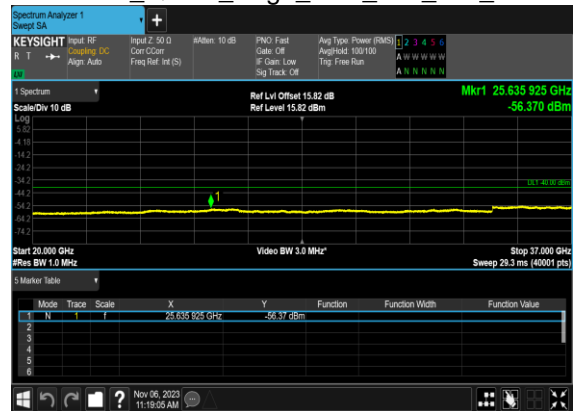 Spectrum Analyzer 1
Swept SA
+
KEYSIGHT Input: RF Input Z: 50 Ω #Atten: 10 dB PNO: Fast Avg Type: Power (RMS) 1 2 3 4 5 6
R T Coupling: DC Corr CCorr Gate: Off Avg|Hold: 100/100 A W W W W W
Align: Auto Freq Ref: Int (S) IF Gain: Low Trig: Free Run
LXI Sig Track: Off A N N N N N
1 Spectrum Ref Lvl Offset 15.82 dB Mkr1 25.635 925 GHz
Scale/Div 10 dB Ref Level 15.82 dBm -56.370 dBm
Log
5.82
-4.18
-14.2
-24.2
-34.2
DL1 -40.00 dBm
-44.2
-54.2
1
-64.2
-74.2
Start 20.000 GHz Video BW 3.0 MHz* Stop 37.000 GHz
#Res BW 1.0 MHz Sweep 29.3 ms (40001 pts)
5 Marker Table
Mode Trace Scale X Y Function Function Width Function Value
1 N 1 f 25.635 925 GHz -56.37 dBm
2
3
4
5
6
? Nov 06, 2023
11:19:05 AM